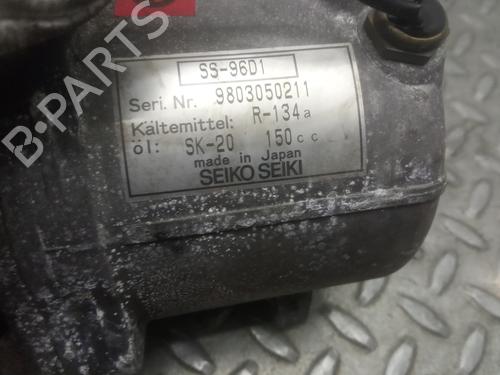 B-PARTS
SS-96D1
Seri. Nr. 9803050211
Kältemittel: R-134a
öl: SK-20 150cc
made in Japan
SEIKO SEIKI